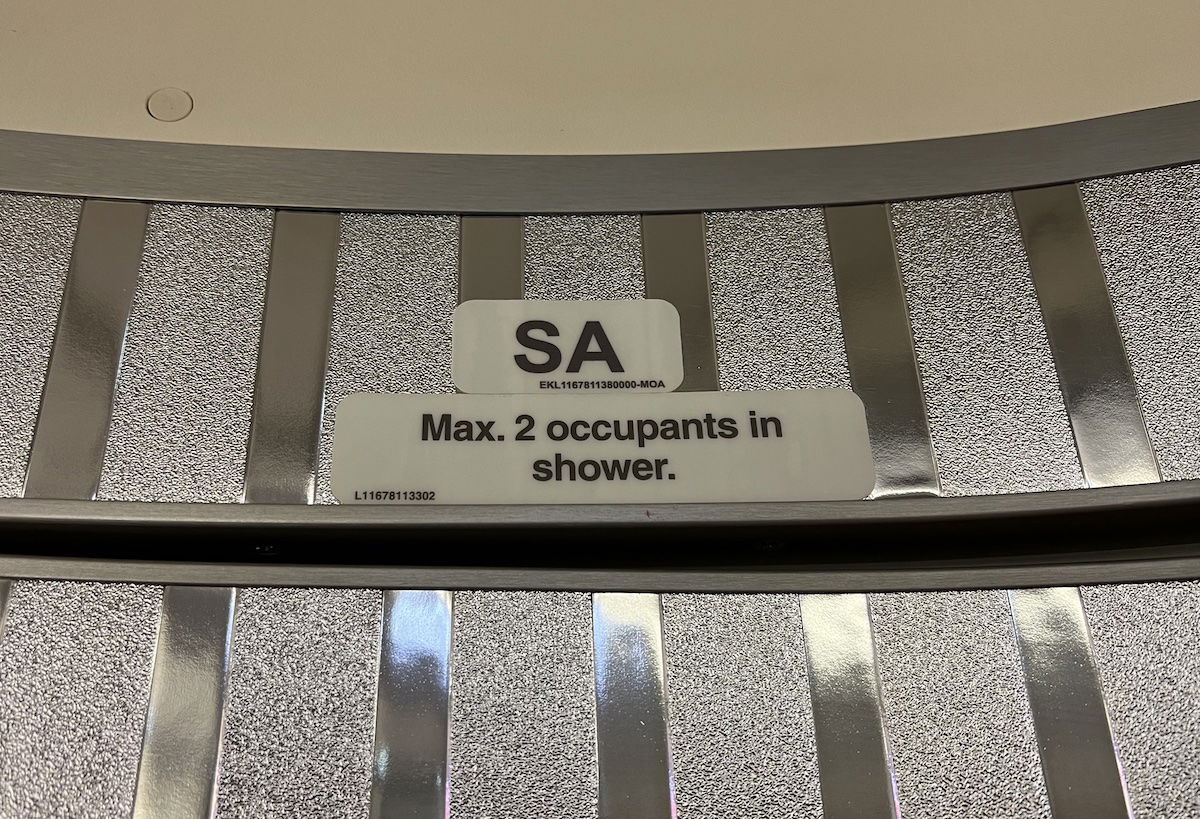 SA
EKL1167811380000-MOA
Max. 2 occupants in
shower.
L11678113302